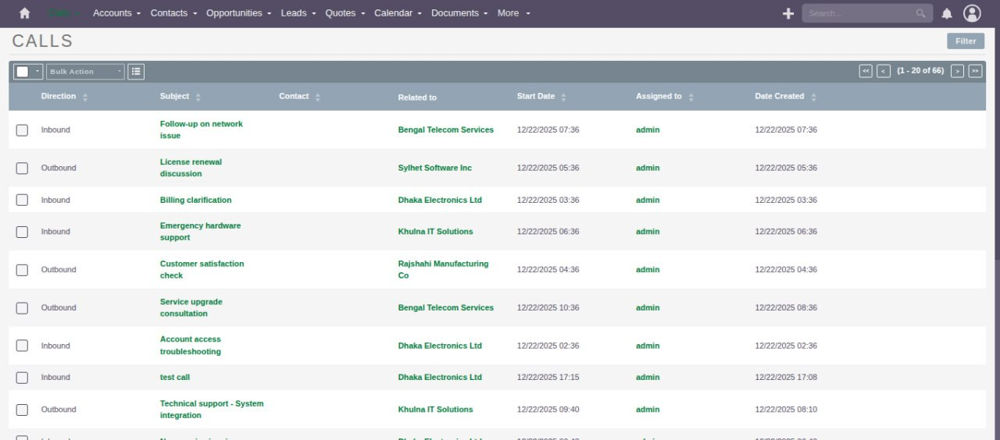 Accounts Contacts Opportunities Leads Quotes Calendar Documents More Search...
CALLS Filter
Bulk Action << < (1 - 20 of 66) > >>
Direction Subject Contact Related to Start Date Assigned to Date Created
Inbound Follow-up on network Bengal Telecom Services 12/22/2025 07:36 admin 12/22/2025 07:36
issue
Outbound License renewal Sylhet Software Inc 12/22/2025 05:36 admin 12/22/2025 05:36
discussion
Inbound Billing clarification Dhaka Electronics Ltd 12/22/2025 03:36 admin 12/22/2025 03:36
Inbound Emergency hardware Khulna IT Solutions 12/22/2025 06:36 admin 12/22/2025 06:36
support
Outbound Customer satisfaction Rajshahi Manufacturing 12/22/2025 04:36 admin 12/22/2025 04:36
check Co
Outbound Service upgrade Bengal Telecom Services 12/22/2025 10:36 admin 12/22/2025 08:36
consultation
Inbound Account access Dhaka Electronics Ltd 12/22/2025 02:36 admin 12/22/2025 02:36
troubleshooting
Inbound test call Dhaka Electronics Ltd 12/22/2025 17:15 admin 12/22/2025 17:08
Outbound Technical support - System Khulna IT Solutions 12/22/2025 09:40 admin 12/22/2025 08:10
integration